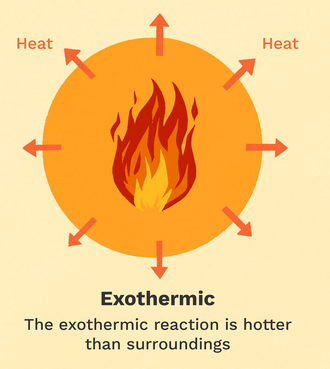 Heat
Heat
Exothermic
The exothermic reaction is hotter
than surroundings